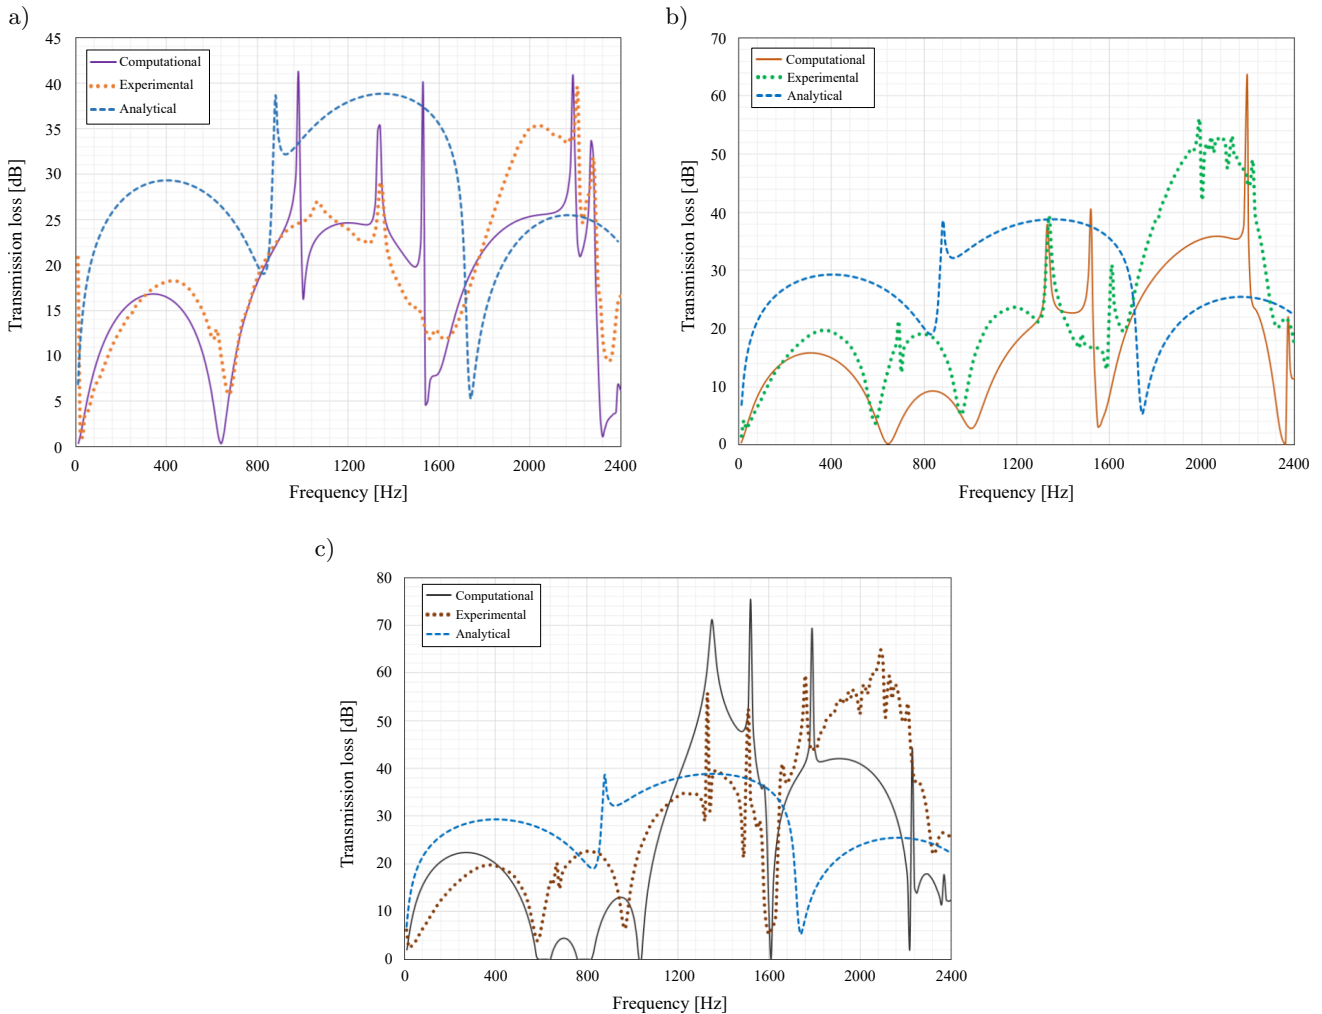 a)
45
40
35
30
25
20
15
10
5
0
Transmission loss [dB]
Computational
Experimental
Analytical
0 400 800 1200 1600 2000 2400
Frequency [Hz]
b)
70
60
50
40
30
20
10
0
Transmission loss [dB]
Computational
Experimental
Analytical
0 400 800 1200 1600 2000 2400
Frequency [Hz]
c)
80
70
60
50
40
30
20
10
0
Transmission loss [dB]
Computational
Experimental
Analytical
0 400 800 1200 1600 2000 2400
Frequency [Hz]